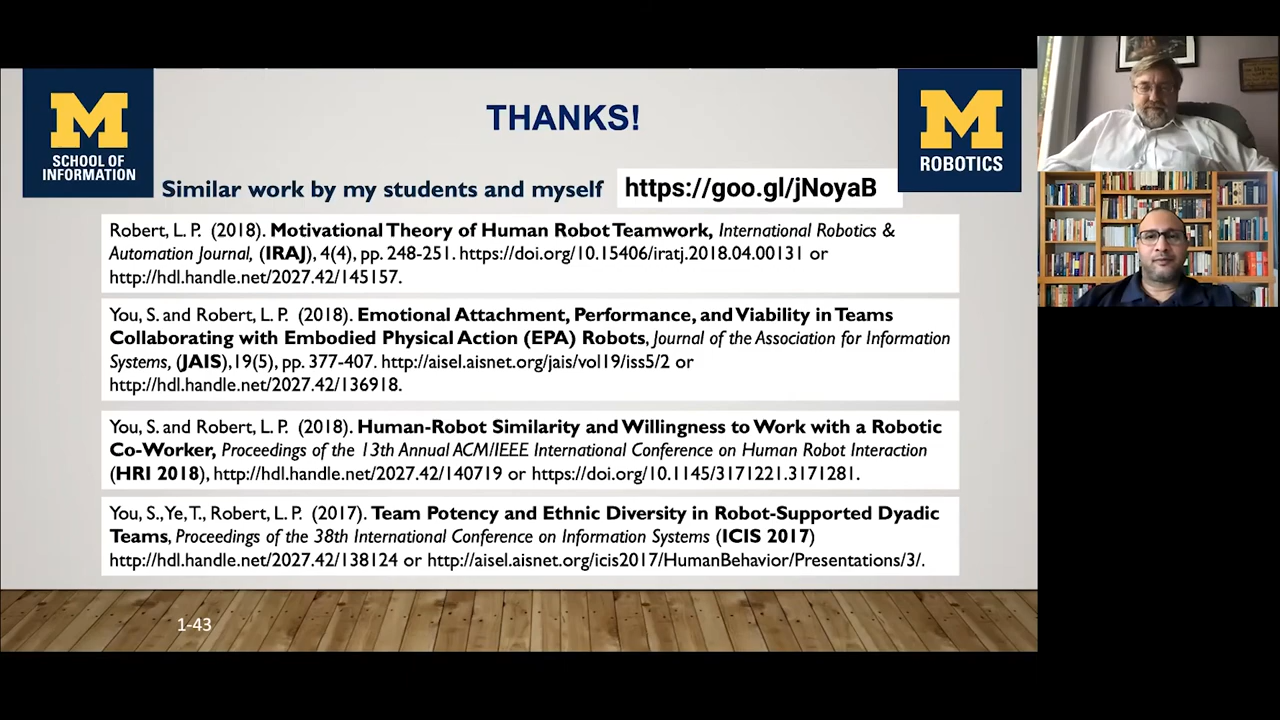 THANKS!
M
SCHOOL OF
INFORMATION
M
ROBOTICS
Similar work by my students and myself https://goo.gl/jNoyaB
Robert, L. P. (2018). Motivational Theory of Human Robot Teamwork, International Robotics &
Automation Journal, (IRAJ), 4(4), pp. 248-251. https://doi.org/10.15406/iratj.2018.04.00131 or
http://hdl.handle.net/2027.42/145157.
You, S. and Robert, L. P. (2018). Emotional Attachment, Performance, and Viability in Teams
Collaborating with Embodied Physical Action (EPA) Robots, Journal of the Association for Information
Systems, (JAIS), 19(5), pp. 377-407. http://aisel.aisnet.org/jais/vol19/iss5/2 or
http://hdl.handle.net/2027.42/136918.
You, S. and Robert, L. P. (2018). Human-Robot Similarity and Willingness to Work with a Robotic
Co-Worker, Proceedings of the 13th Annual ACM/IEEE International Conference on Human Robot Interaction
(HRI 2018), http://hdl.handle.net/2027.42/140719 or https://doi.org/10.1145/3171221.3171281.
You, S., Ye, T., Robert, L. P. (2017). Team Potency and Ethnic Diversity in Robot-Supported Dyadic
Teams, Proceedings of the 38th International Conference on Information Systems (ICIS 2017)
http://hdl.handle.net/2027.42/138124 or http://aisel.aisnet.org/icis2017/HumanBehavior/Presentations/3/.
1-43